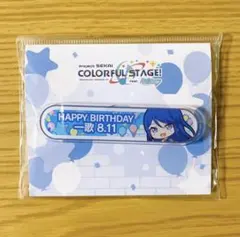 PROJECT SEKAI
COLORFUL STAGE!
HAPPY BIRTHDAY
一歌 8.11